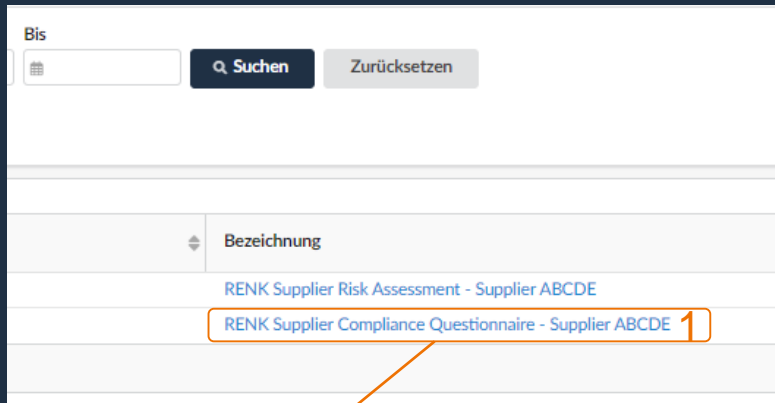 Bis
Suchen Zurücksetzen
Bezeichnung
RENK Supplier Risk Assessment - Supplier ABCDE
RENK Supplier Compliance Questionnaire - Supplier ABCDE 1